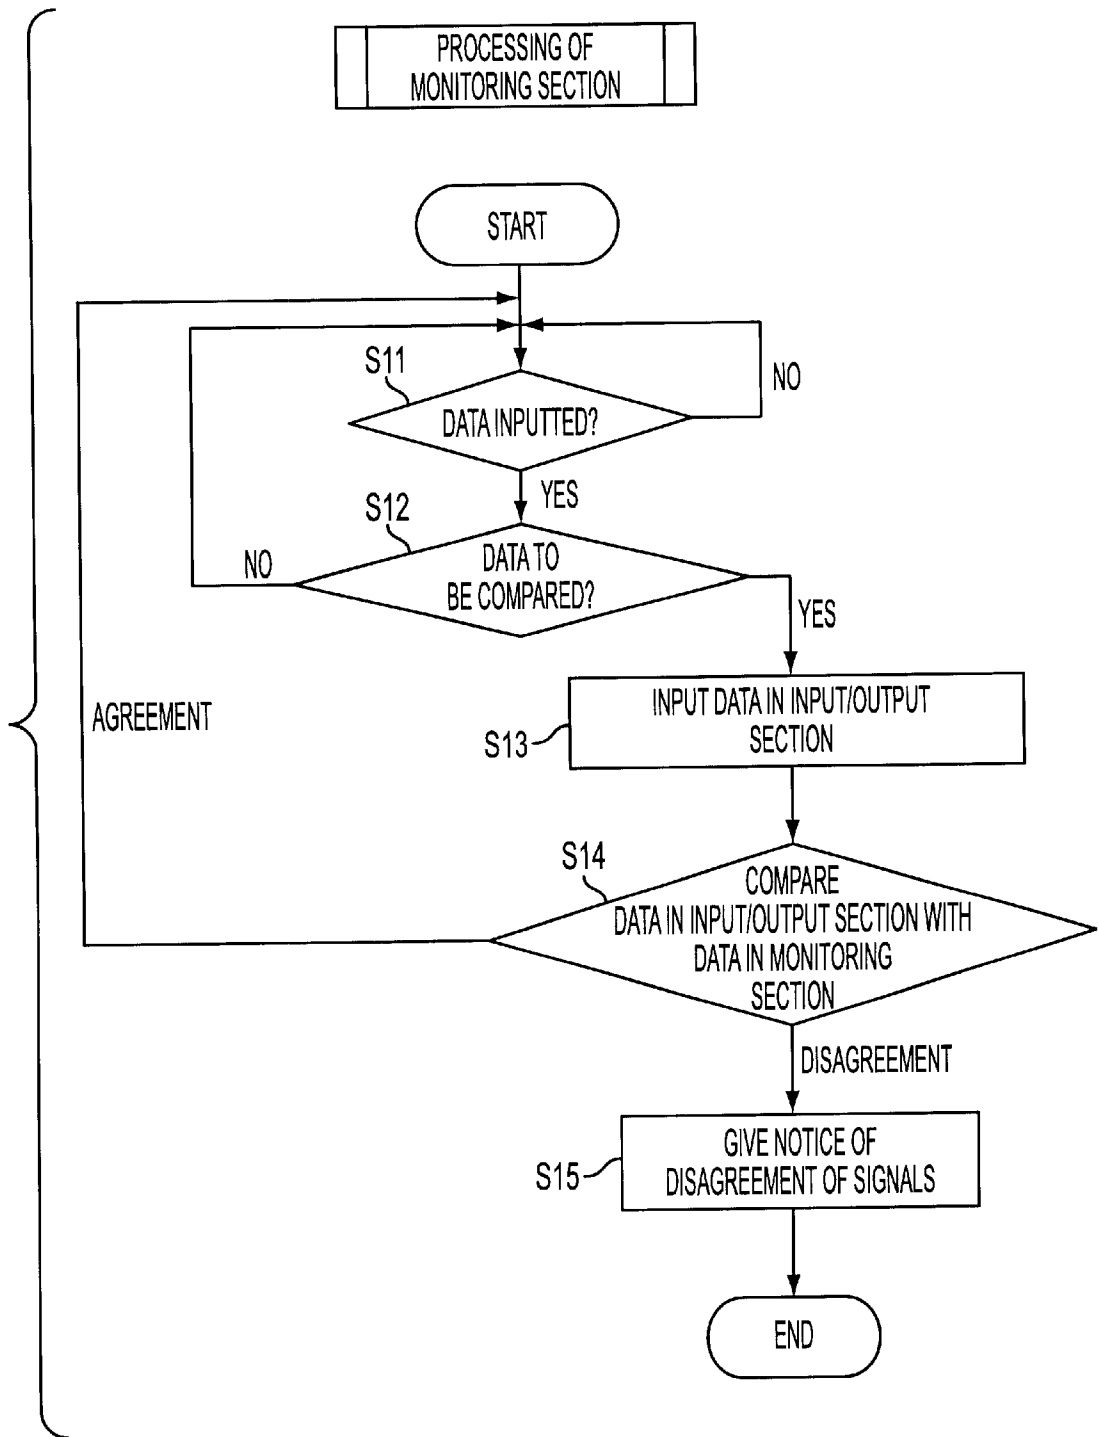 PROCESSING OF
MONITORING SECTION
START
S11
NO
DATA INPUTTED?
YES
S12
NO
DATA TO
BE COMPARED?
YES
INPUT DATA IN INPUT/OUTPUT
SECTION
S13
AGREEMENT
S14
COMPARE
DATA IN INPUT/OUTPUT SECTION WITH
DATA IN MONITORING
SECTION
DISAGREEMENT
GIVE NOTICE OF
DISAGREEMENT OF SIGNALS
S15
END